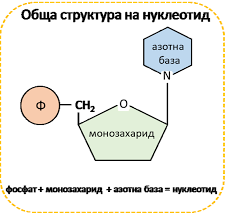 Обща структура на нуклеотид
азотна
база
N
Ф
CH₂
O
монозахарид
фосфат + монозахарид + азотна база = нуклеотид